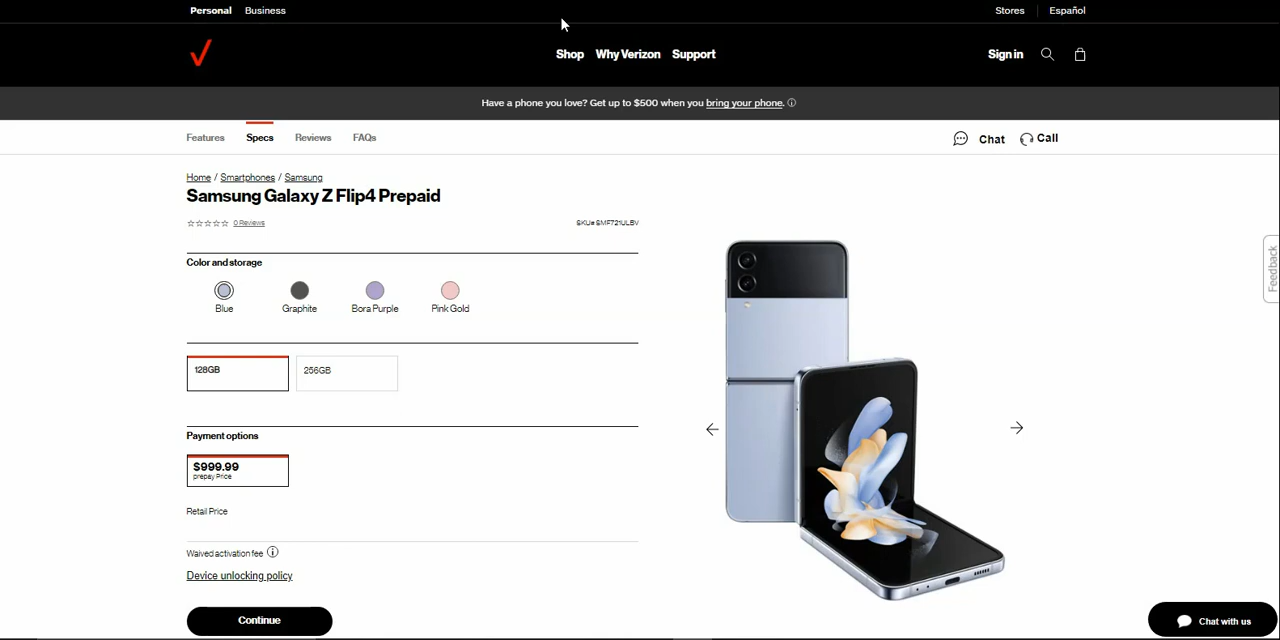 Personal Business Stores Español
Shop Why Verizon Support Sign in
Have a phone you love? Get up to $500 when you bring your phone.
Features Specs Reviews FAQs Chat Call
Home / Smartphones / Samsung
Samsung Galaxy Z Flip4 Prepaid
0 Reviews SKU# SMF721ULBV
Color and storage
Blue Graphite Bora Purple Pink Gold
128GB 256GB
Payment options
$999.99
prepay Price
Retail Price
Waived activation fee
Device unlocking policy
Continue
Feedback
Chat with us